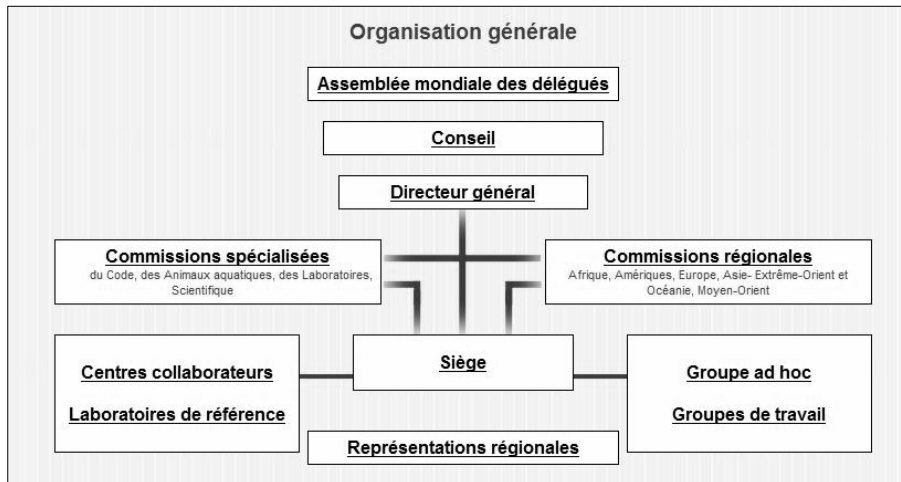 Organisation générale
Assemblée mondiale des délégués
Conseil
Directeur général
Commissions spécialisées
du Code, des Animaux aquatiques, des Laboratoires,
Scientifique
Commissions régionales
Afrique, Amériques, Europe, Asie- Extrême-Orient et
Océanie, Moyen-Orient
Centres collaborateurs
Laboratoires de référence
Siège
Groupe ad hoc
Groupes de travail
Représentations régionales